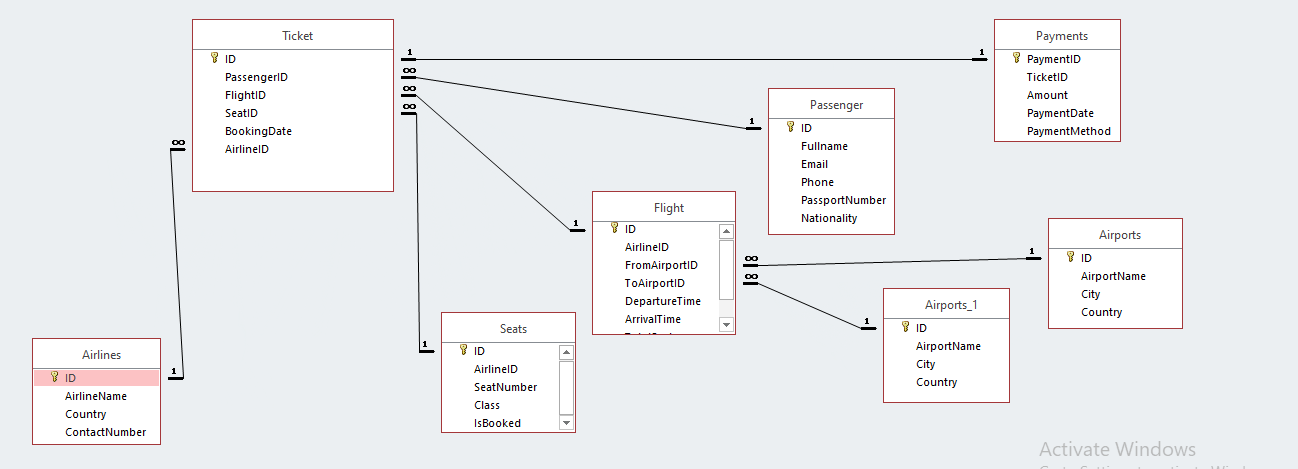 Ticket
ID
PassengerID
FlightID
SeatID
BookingDate
AirlineID
Payments
PaymentID
TicketID
Amount
PaymentDate
PaymentMethod
Passenger
ID
Fullname
Email
Phone
PassportNumber
Nationality
Flight
ID
AirlineID
FromAirportID
ToAirportID
DepartureTime
ArrivalTime
Airports
ID
AirportName
City
Country
Airports_1
ID
AirportName
City
Country
Seats
ID
AirlineID
SeatNumber
Class
IsBooked
Airlines
ID
AirlineName
Country
ContactNumber
1
1
∞
1
∞
1
∞
1
∞
1
∞
1
∞
1
Activate Windows